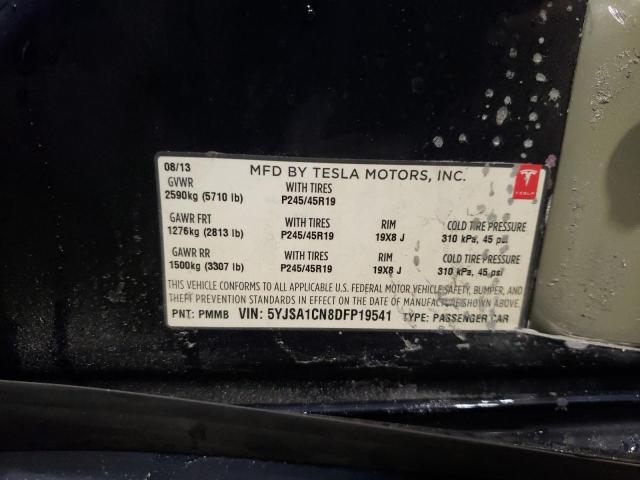 08/13 MFD BY TESLA MOTORS, INC.
GVWR WITH TIRES
2590kg (5710 lb) P245/45R19
TESLA
GAWR FRT WITH TIRES RIM COLD TIRE PRESSURE
1276kg (2813 lb) P245/45R19 19X8 J 310 kPa, 45 psi
GAWR RR WITH TIRES RIM COLD TIRE PRESSURE
1500kg (3307 lb) P245/45R19 19X8 J 310 kPa, 45 psi
THIS VEHICLE CONFORMS TO ALL APPLICABLE U.S. FEDERAL MOTOR VEHICLE SAFETY, BUMPER, AND
THEFT PREVENTION STANDARDS IN EFFECT ON THE DATE OF MANUFACTURE SHOWN ABOVE.
PNT: PMMB VIN: 5YJSA1CN8DFP19541 TYPE: PASSENGER CAR